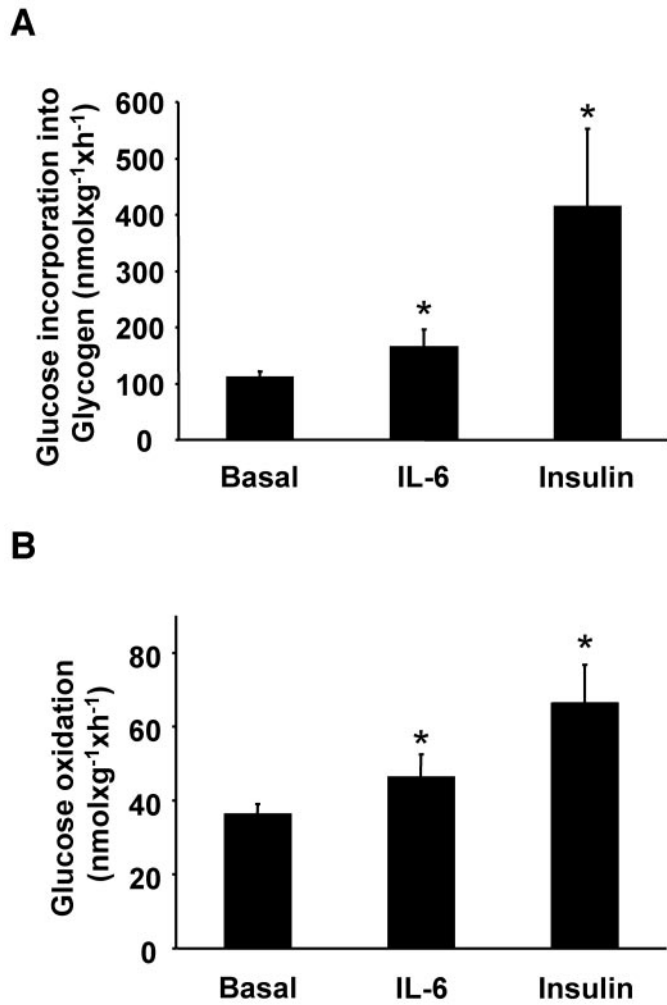 A
Glucose incorporation into
Glycogen (nmolxg⁻¹xh⁻¹)
600
500
400
300
200
100
0
*
*
Basal IL-6 Insulin
B
Glucose oxidation
(nmolxg⁻¹xh⁻¹)
80
60
40
20
0
*
*
Basal IL-6 Insulin